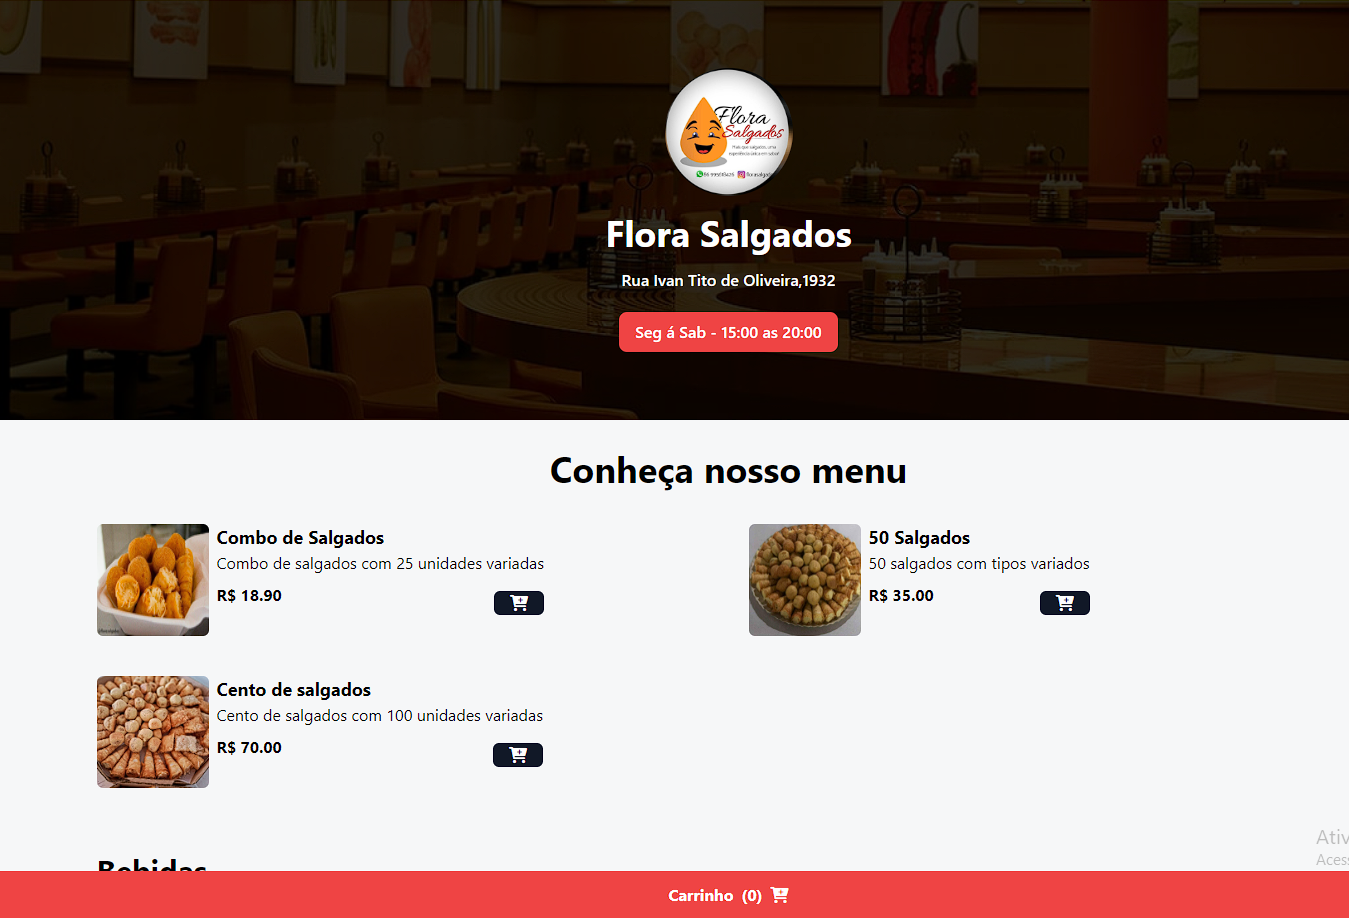 Flora
Salgados
Flora Salgados
Rua Ivan Tito de Oliveira,1932
Seg á Sab - 15:00 as 20:00
Conheça nosso menu
Combo de Salgados
Combo de salgados com 25 unidades variadas
R$ 18.90
50 Salgados
50 salgados com tipos variados
R$ 35.00
Cento de salgados
Cento de salgados com 100 unidades variadas
R$ 70.00
Bebidas
Ativ
Aces
Carrinho (0)